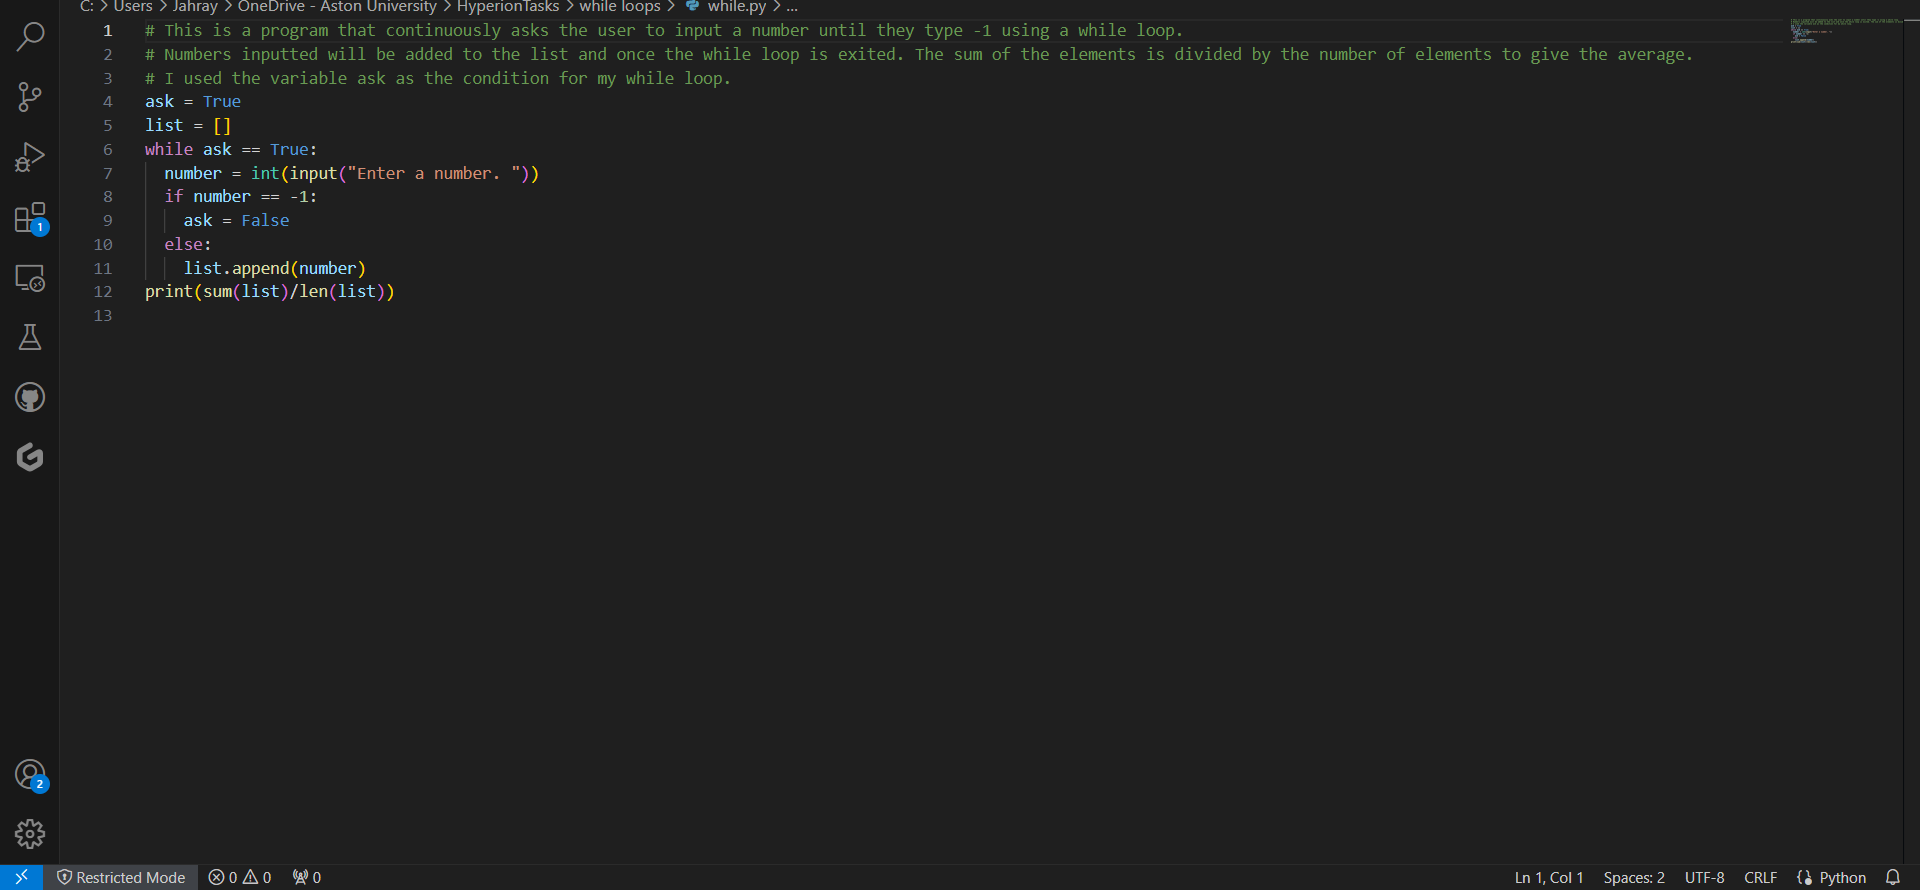 C: > Users > Jahray > OneDrive - Aston University > HyperionTasks > while loops > while.py > ...
1 # This is a program that continuously asks the user to input a number until they type -1 using a while loop.
2 # Numbers inputted will be added to the list and once the while loop is exited. The sum of the elements is divided by the number of elements to give the average.
3 # I used the variable ask as the condition for my while loop.
4 ask = True
5 list = []
6 while ask == True:
7   number = int(input("Enter a number. "))
8   if number == -1:
9     ask = False
10   else:
11     list.append(number)
12 print(sum(list)/len(list))
13
1
2
Restricted Mode 0 0 0 Ln 1, Col 1 Spaces: 2 UTF-8 CRLF Python